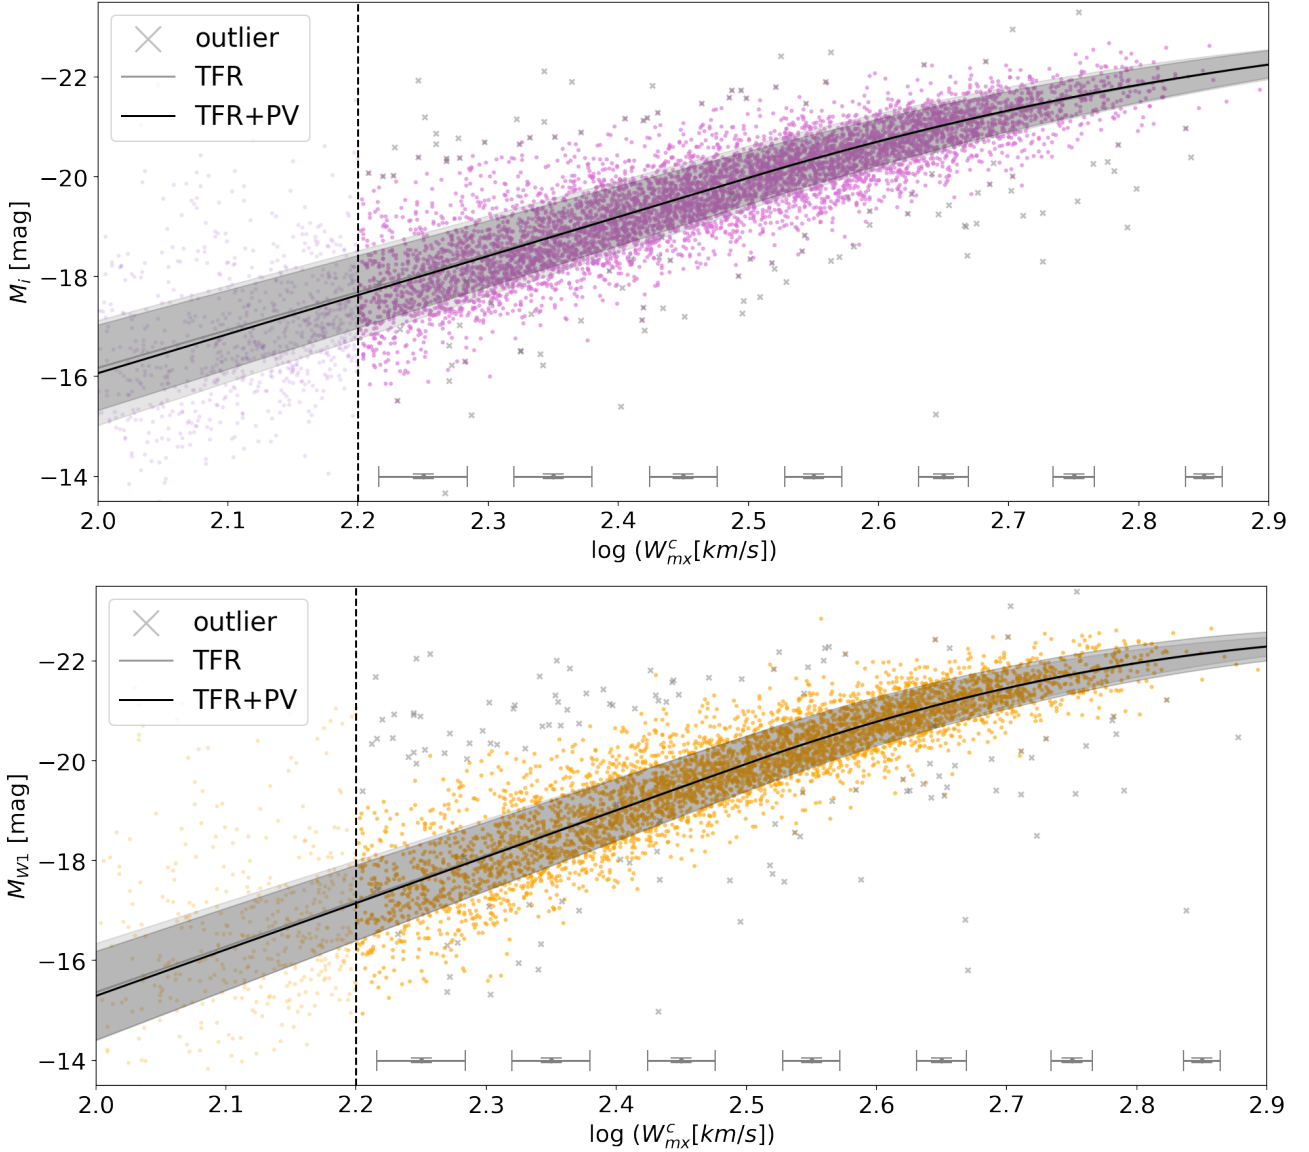 outlier
TFR
TFR+PV
−22
−20
−18
−16
−14
M_i [mag]
2.0 2.1 2.2 2.3 2.4 2.5 2.6 2.7 2.8 2.9
log (W^c_mx[km/s])
outlier
TFR
TFR+PV
−22
−20
−18
−16
−14
M_W1 [mag]
2.0 2.1 2.2 2.3 2.4 2.5 2.6 2.7 2.8 2.9
log (W^c_mx[km/s])